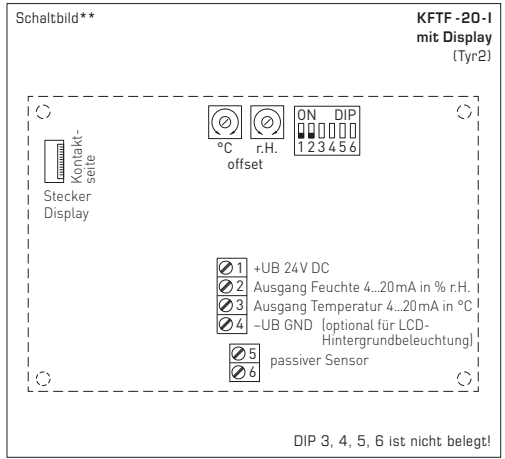 Schaltbild**
KFTF - 20 - I
mit Display
(Tyr2)
ON DIP
1 2 3 4 5 6
°C r.H.
offset
Kontakt-
seite
Stecker
Display
1 +UB 24V DC
2 Ausgang Feuchte 4...20mA in % r.H.
3 Ausgang Temperatur 4...20mA in °C
4 –UB GND (optional für LCD-
Hintergrundbeleuchtung)
5
passiver Sensor
6
DIP 3, 4, 5, 6 ist nicht belegt!